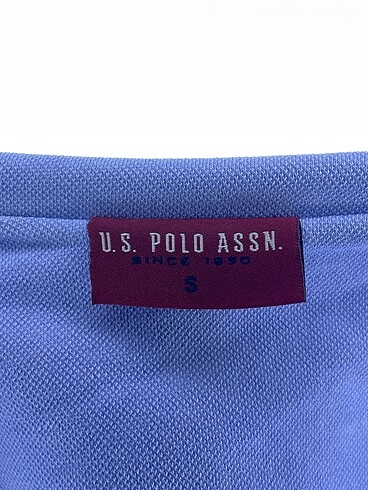 U.S. POLO ASSN.
SINCE 1890
S